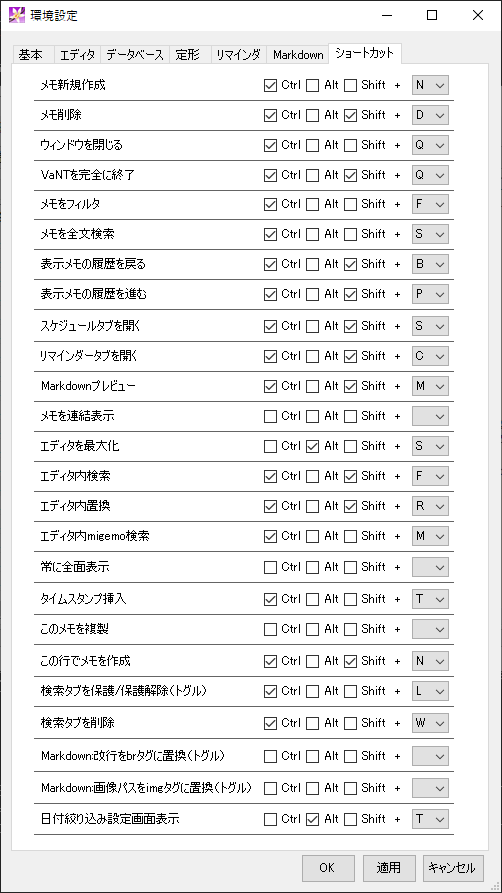 環境設定
基本 エディタ データベース 定形 リマインダ Markdown ショートカット
メモ新規作成 Ctrl Alt Shift + N
メモ削除 Ctrl Alt Shift + D
ウィンドウを閉じる Ctrl Alt Shift + Q
VaNTを完全に終了 Ctrl Alt Shift + Q
メモをフィルタ Ctrl Alt Shift + F
メモを全文検索 Ctrl Alt Shift + S
表示メモの履歴を戻る Ctrl Alt Shift + B
表示メモの履歴を進む Ctrl Alt Shift + P
スケジュールタブを開く Ctrl Alt Shift + S
リマインダータブを開く Ctrl Alt Shift + C
Markdownプレビュー Ctrl Alt Shift + M
メモを連結表示 Ctrl Alt Shift +
エディタを最大化 Ctrl Alt Shift + S
エディタ内検索 Ctrl Alt Shift + F
エディタ内置換 Ctrl Alt Shift + R
エディタ内migemo検索 Ctrl Alt Shift + M
常に全面表示 Ctrl Alt Shift +
タイムスタンプ挿入 Ctrl Alt Shift + T
このメモを複製 Ctrl Alt Shift +
この行でメモを作成 Ctrl Alt Shift + N
検索タブを保護/保護解除(トグル) Ctrl Alt Shift + L
検索タブを削除 Ctrl Alt Shift + W
Markdown:改行をbrタグに置換(トグル) Ctrl Alt Shift +
Markdown:画像パスをimgタグに置換(トグル) Ctrl Alt Shift +
日付絞り込み設定画面表示 Ctrl Alt Shift + T
OK 適用 キャンセル